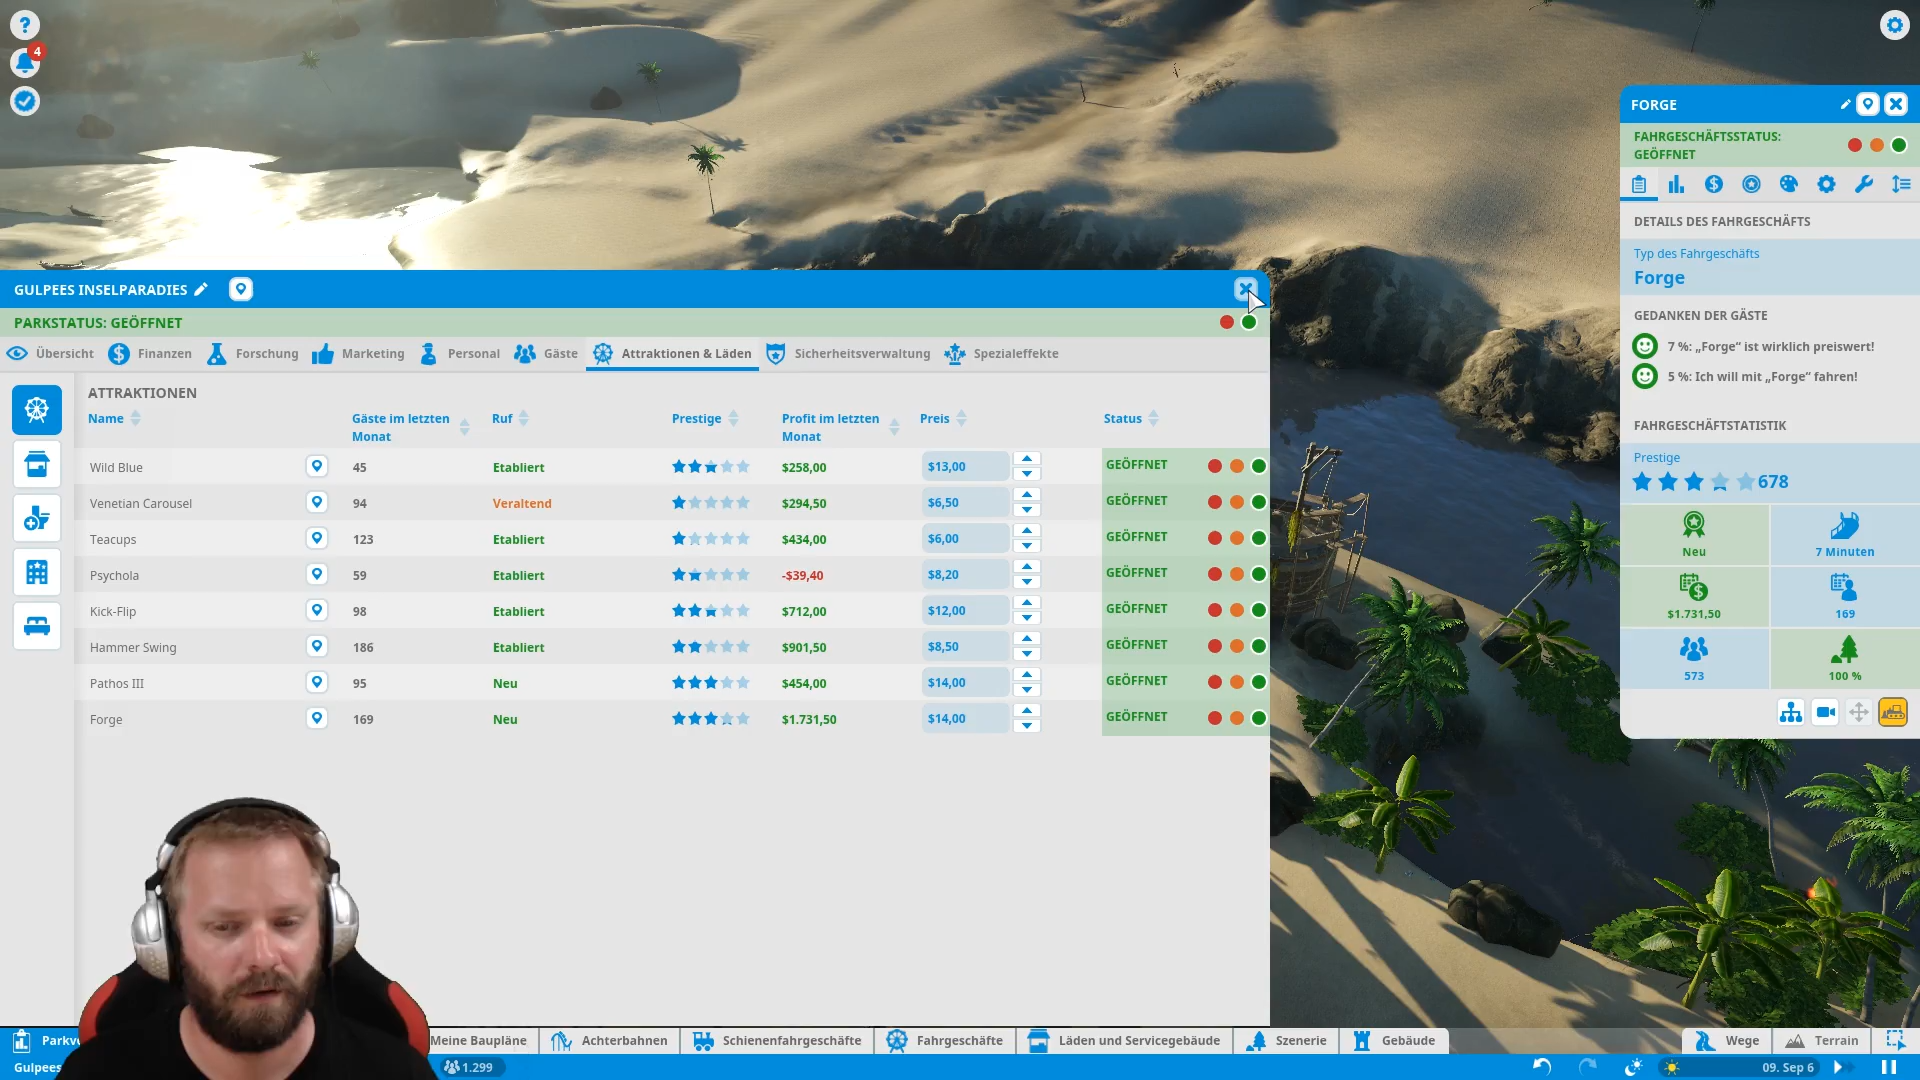 ?
4
GULPEES INSELPARADIES
PARKSTATUS: GEÖFFNET
Übersicht
Finanzen
Forschung
Marketing
Personal
Gäste
Attraktionen & Läden
Sicherheitsverwaltung
Spezialeffekte
ATTRAKTIONEN
Name
Gäste im letzten Monat
Ruf
Prestige
Profit im letzten Monat
Preis
Status
Wild Blue 45 Etabliert $258,00 $13,00 GEÖFFNET
Venetian Carousel 94 Veraltend $294,50 $6,50 GEÖFFNET
Teacups 123 Etabliert $434,00 $6,00 GEÖFFNET
Psychola 59 Etabliert -$39,40 $8,20 GEÖFFNET
Kick-Flip 98 Etabliert $712,00 $12,00 GEÖFFNET
Hammer Swing 186 Etabliert $901,50 $8,50 GEÖFFNET
Pathos III 95 Neu $454,00 $14,00 GEÖFFNET
Forge 169 Neu $1.731,50 $14,00 GEÖFFNET
FORGE
FAHRGESCHÄFTSSTATUS:
GEÖFFNET
DETAILS DES FAHRGESCHÄFTS
Typ des Fahrgeschäfts
Forge
GEDANKEN DER GÄSTE
7 %: „Forge“ ist wirklich preiswert!
5 %: Ich will mit „Forge“ fahren!
FAHRGESCHÄFTSTATISTIK
Prestige
678
Neu
7 Minuten
$1.731,50
169
573
100 %
Parkv
Meine Baupläne
Achterbahnen
Schienenfahrgeschäfte
Fahrgeschäfte
Läden und Servicegebäude
Szenerie
Gebäude
Wege
Terrain
Gulpees
1.299
09. Sep 6